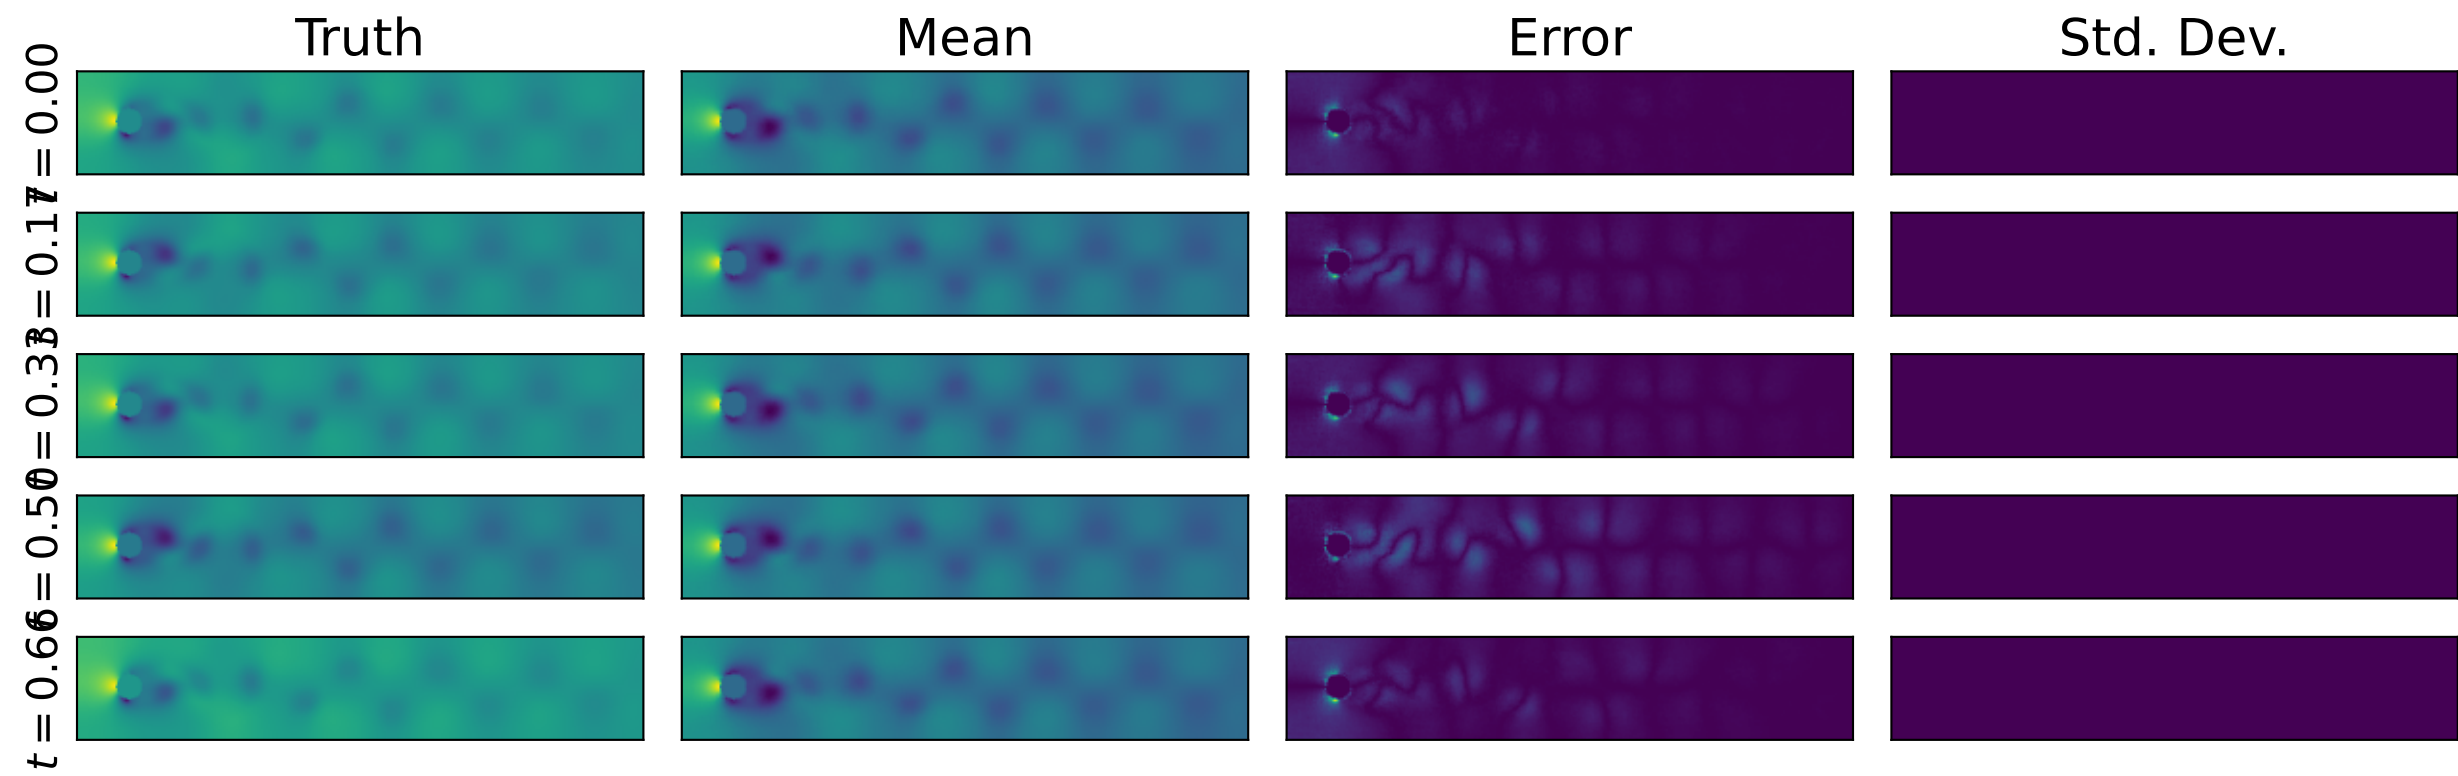 Truth Mean Error Std. Dev.
t = 0.00
t = 0.17
t = 0.33
t = 0.50
t = 0.66